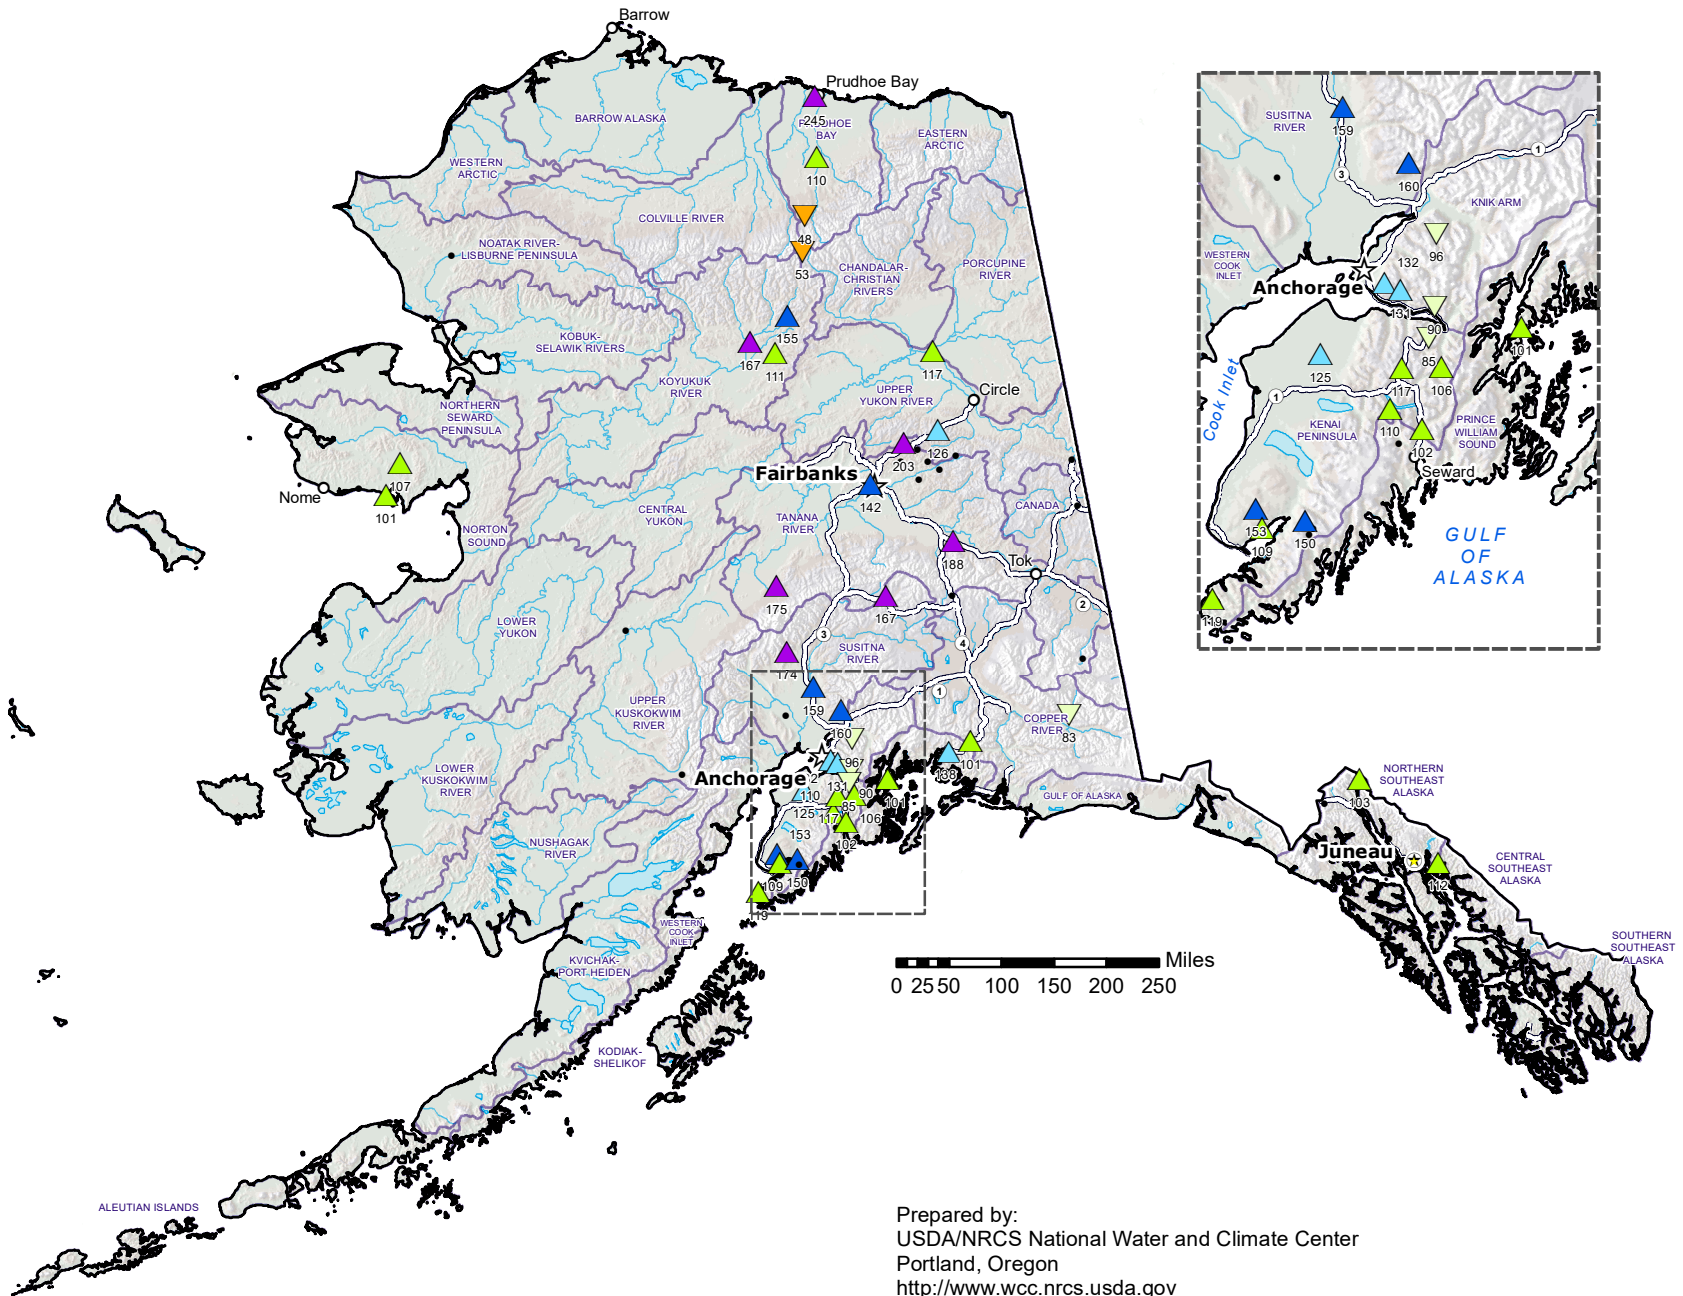 Barrow
Prudhoe Bay
245
PRUDHOE
BAY
BARROW ALASKA
EASTERN
ARCTIC
WESTERN
ARCTIC
110
COLVILLE RIVER
48
53
NOATAK RIVER-
LISBURNE PENINSULA
CHANDALAR-
CHRISTIAN
RIVERS
PORCUPINE
RIVER
155
KOBUK-
SELAWIK RIVERS
167
111
117
KOYUKUK
RIVER
UPPER
YUKON RIVER
Circle
NORTHERN
SEWARD
PENINSULA
126
203
Fairbanks
107
Nome
101
142
CENTRAL
YUKON
TANANA
RIVER
CANADA
NORTON
SOUND
188
Tok
175
167
2
LOWER
YUKON
3
4
SUSITNA
RIVER
174
1
159
UPPER
KUSKOKWIM
RIVER
160
COPPER
RIVER
83
96
101
138
LOWER
KUSKOKWIM
RIVER
Anchorage
131
110
90
101
85
125
117
106
GULF OF ALASKA
153
102
NUSHAGAK
RIVER
109
150
119
WESTERN
COOK
INLET
KVICHAK-
PORT HEIDEN
KODIAK-
SHELIKOF
ALEUTIAN ISLANDS
Miles
0 25 50 100 150 200 250
NORTHERN
SOUTHEAST
ALASKA
103
Juneau
CENTRAL
SOUTHEAST
ALASKA
112
SOUTHERN
SOUTHEAST
ALASKA
SUSITNA
RIVER
159
1
3
160
KNIK ARM
96
132
WESTERN
COOK
INLET
Anchorage
131
90
101
85
125
117
106
1
Cook Inlet
KENAI
PENINSULA
110
PRINCE
WILLIAM
SOUND
102
Seward
153
109
150
GULF
OF
ALASKA
119
Prepared by:
USDA/NRCS National Water and Climate Center
Portland, Oregon
http://www.wcc.nrcs.usda.gov